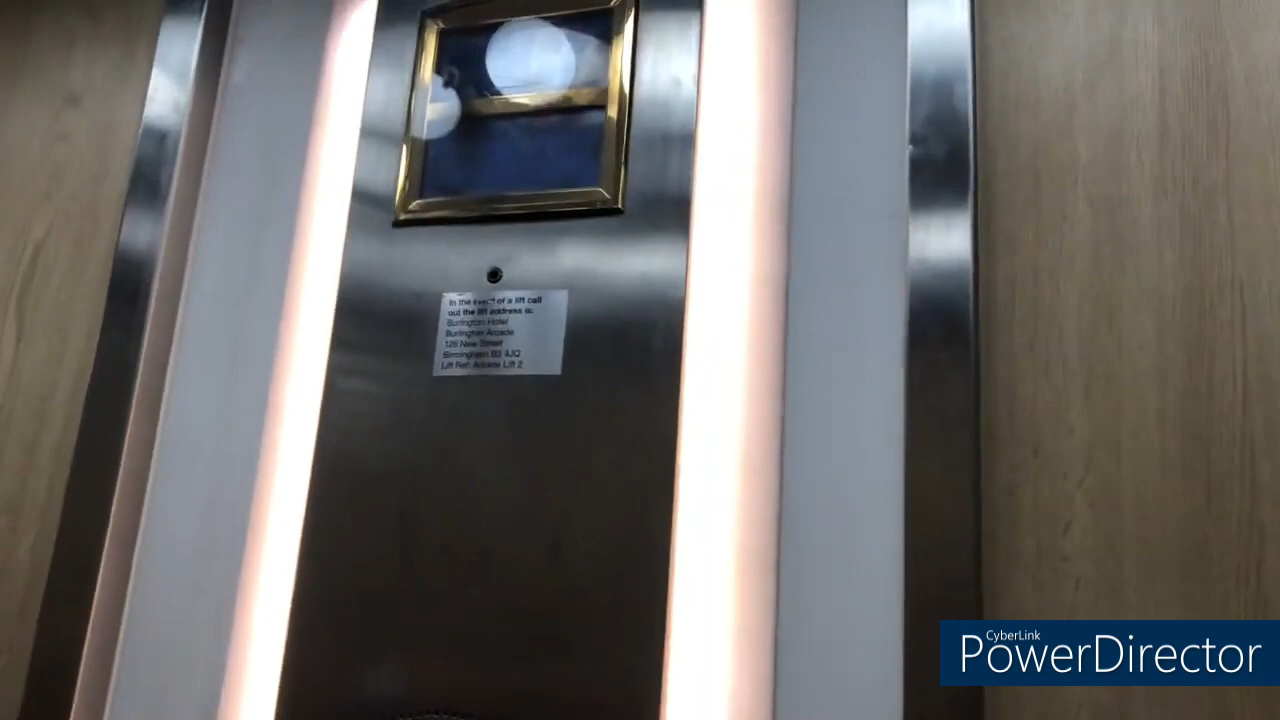 In the event of a lift call
out the lift address is:
Burlington Hotel
Burlington Arcade
126 New Street
Birmingham B2 4JQ
Lift Ref: Arcade Lift 2
CyberLink
PowerDirector